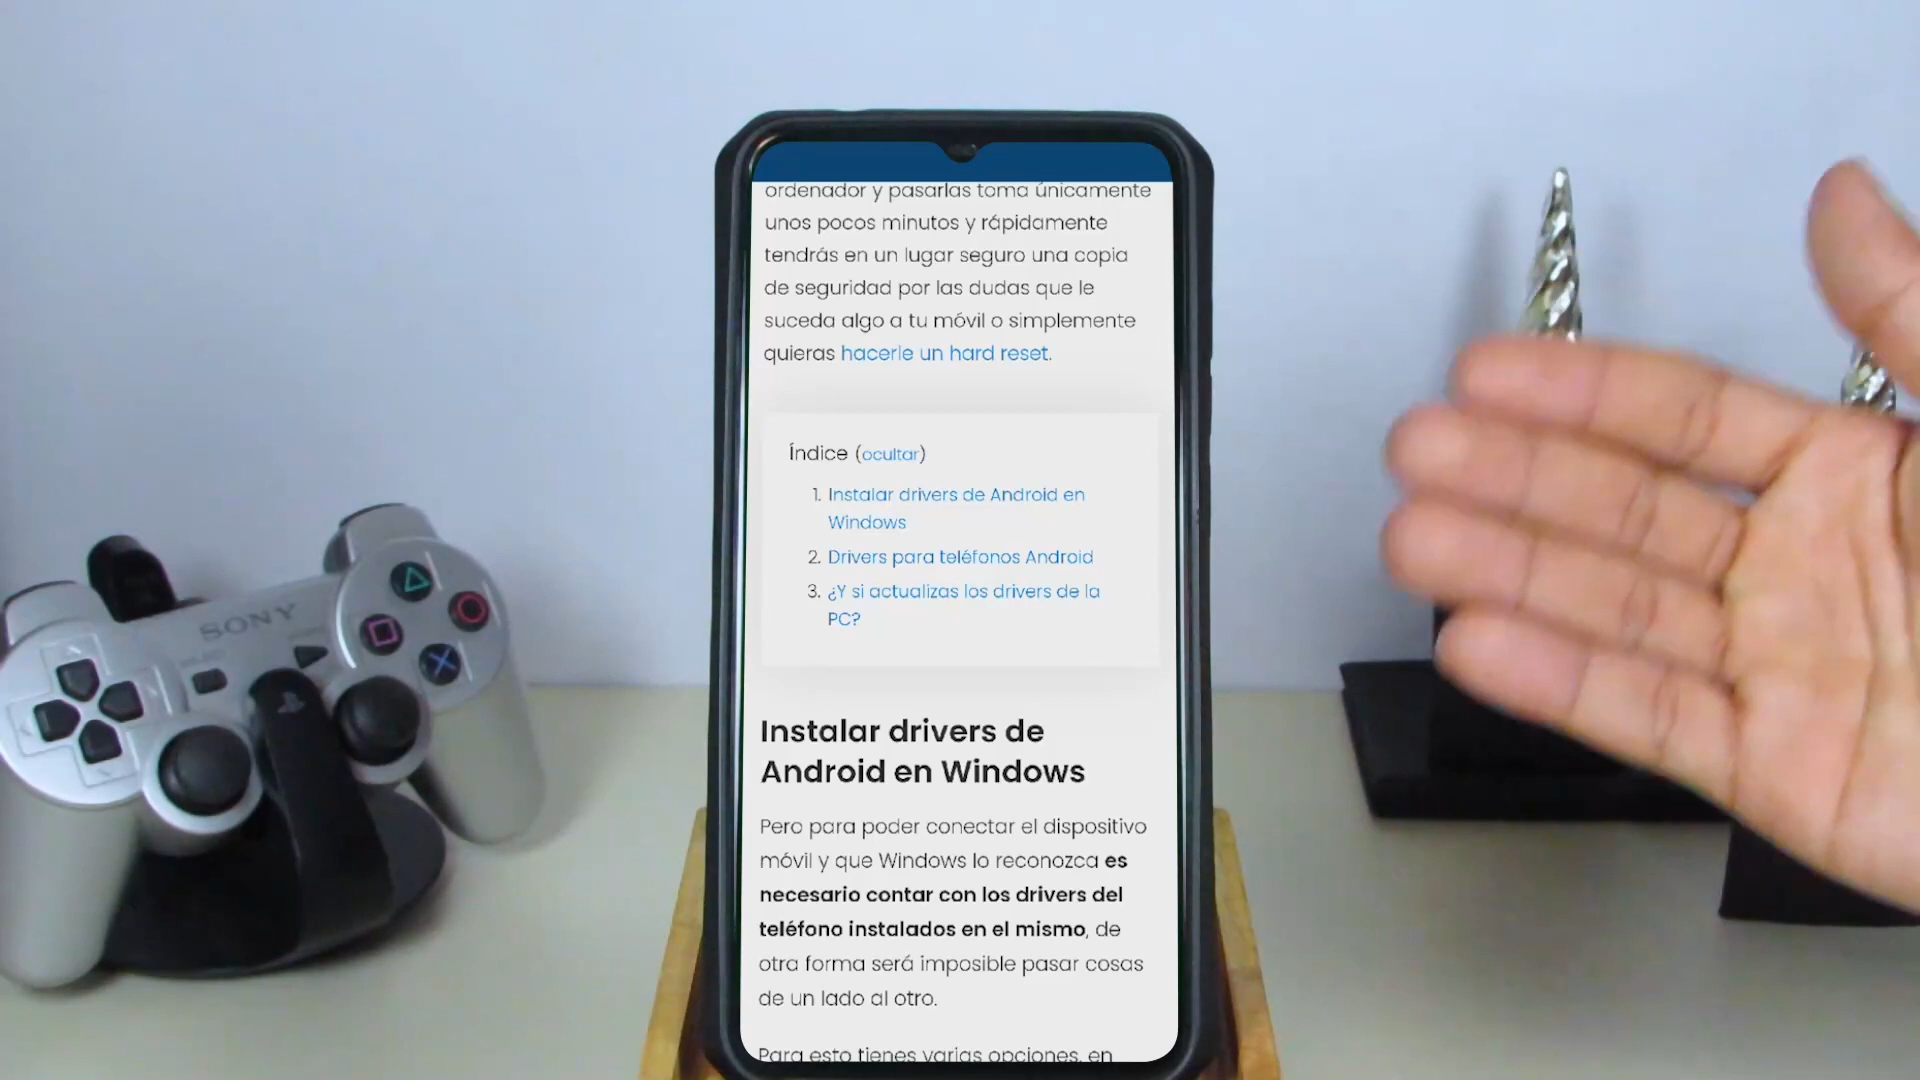 SONY
ordenador y pasarlas toma únicamente
unos pocos minutos y rápidamente
tendrás en un lugar seguro una copia
de seguridad por las dudas que le
suceda algo a tu móvil o simplemente
quieras hacerle un hard reset.
Índice (ocultar)
1. Instalar drivers de Android en
Windows
2. Drivers para teléfonos Android
3. ¿Y si actualizas los drivers de la
PC?
Instalar drivers de
Android en Windows
Pero para poder conectar el dispositivo
móvil y que Windows lo reconozca es
necesario contar con los drivers del
teléfono instalados en el mismo, de
otra forma será imposible pasar cosas
de un lado al otro.
Para esto tienes varias opciones, en